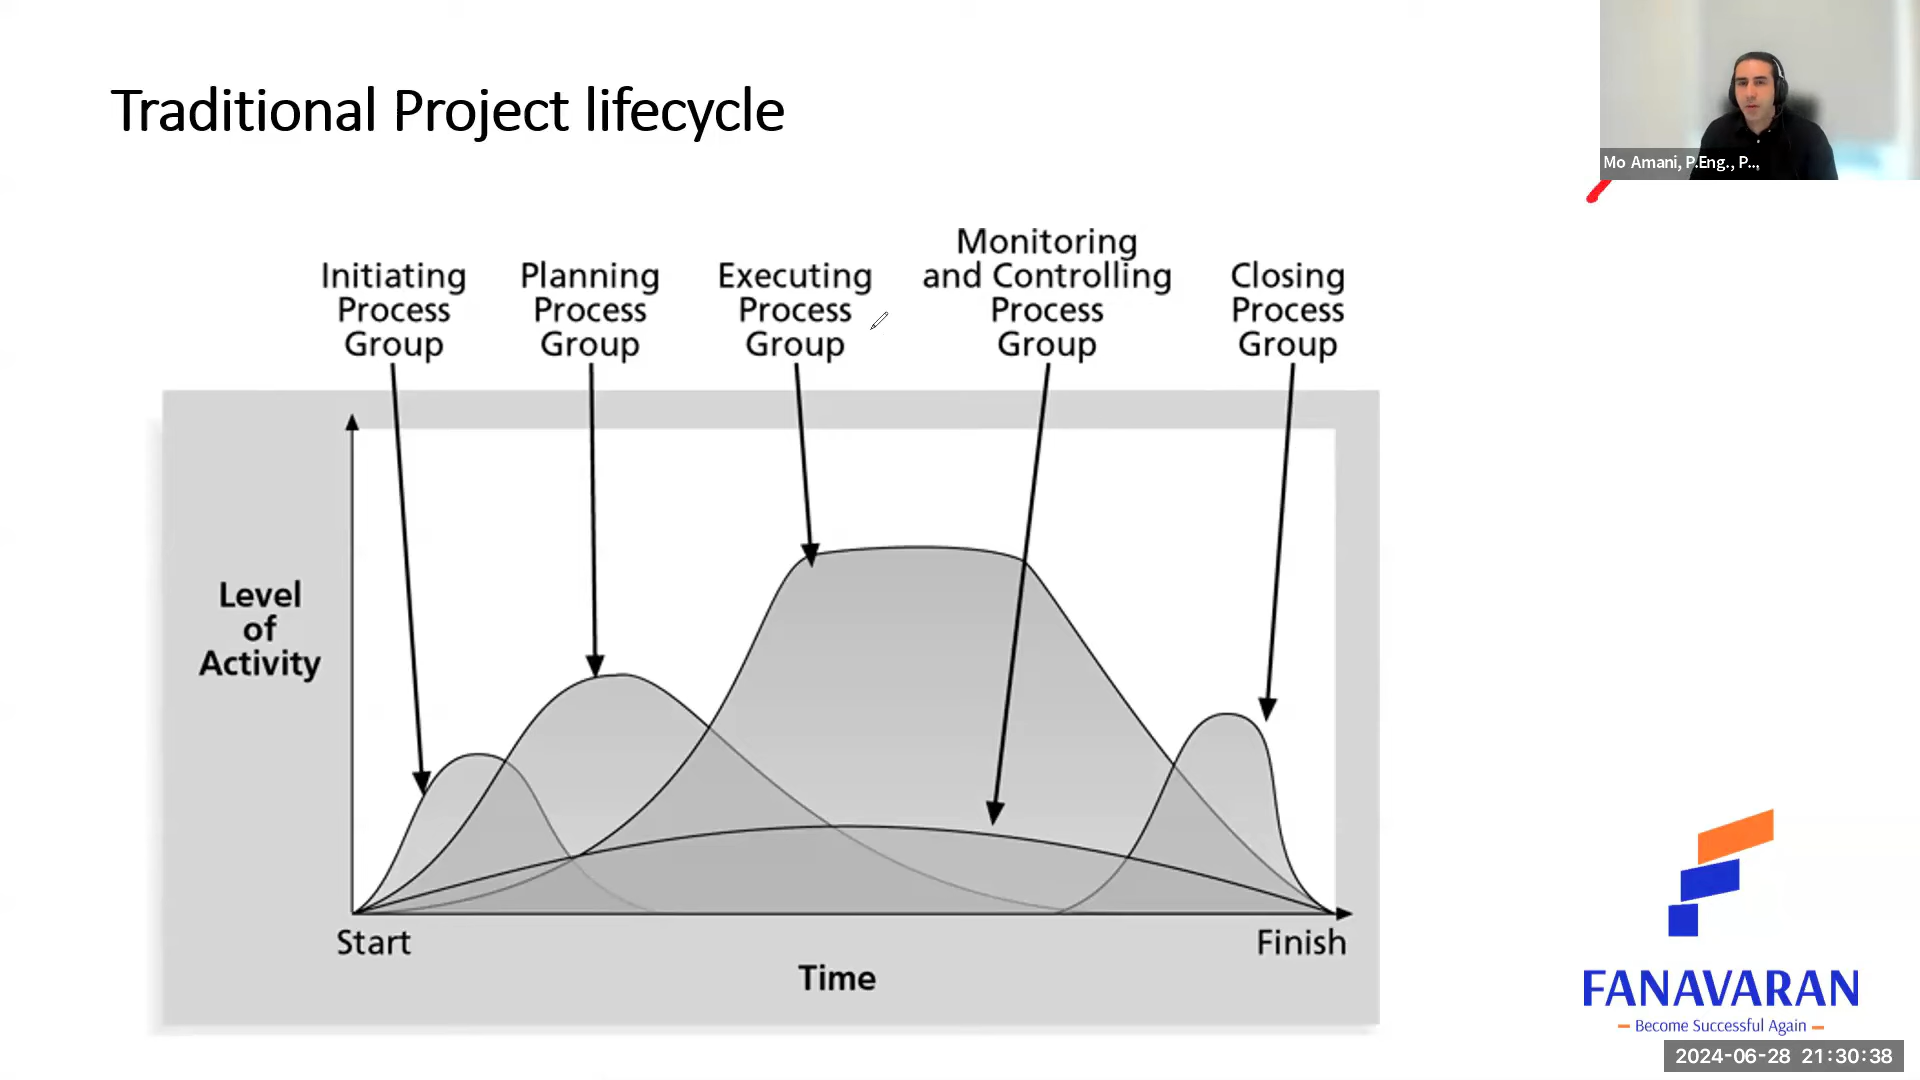 Traditional Project lifecycle
Mo Amani, P.Eng., P...
Initiating
Process
Group
Planning
Process
Group
Executing
Process
Group
Monitoring
and Controlling
Process
Group
Closing
Process
Group
Level
of
Activity
Start
Finish
Time
FANAVARAN
Become Successful Again
2024-06-28 21:30:38